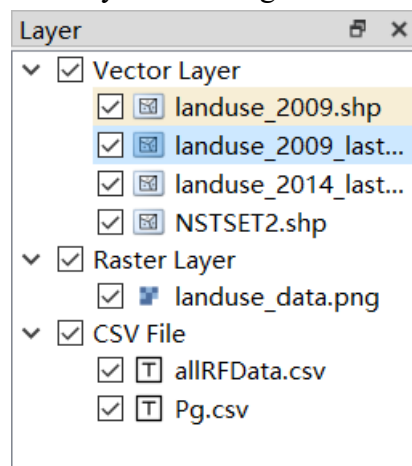 Layer
Vector Layer
landuse_2009.shp
landuse_2009_last...
landuse_2014_last...
NSTSET2.shp
Raster Layer
landuse_data.png
CSV File
T allRFData.csv
T Pg.csv